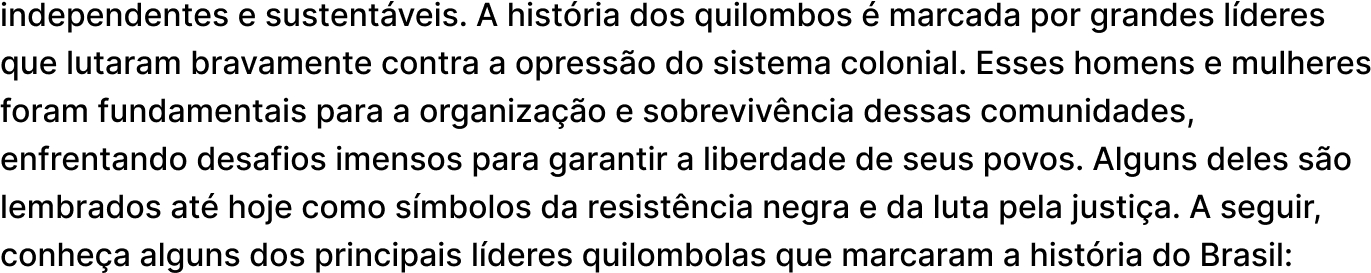 independentes e sustentáveis. A história dos quilombos é marcada por grandes líderes
que lutaram bravamente contra a opressão do sistema colonial. Esses homens e mulheres
foram fundamentais para a organização e sobrevivência dessas comunidades,
enfrentando desafios imensos para garantir a liberdade de seus povos. Alguns deles são
lembrados até hoje como símbolos da resistência negra e da luta pela justiça. A seguir,
conheça alguns dos principais líderes quilombolas que marcaram a história do Brasil: